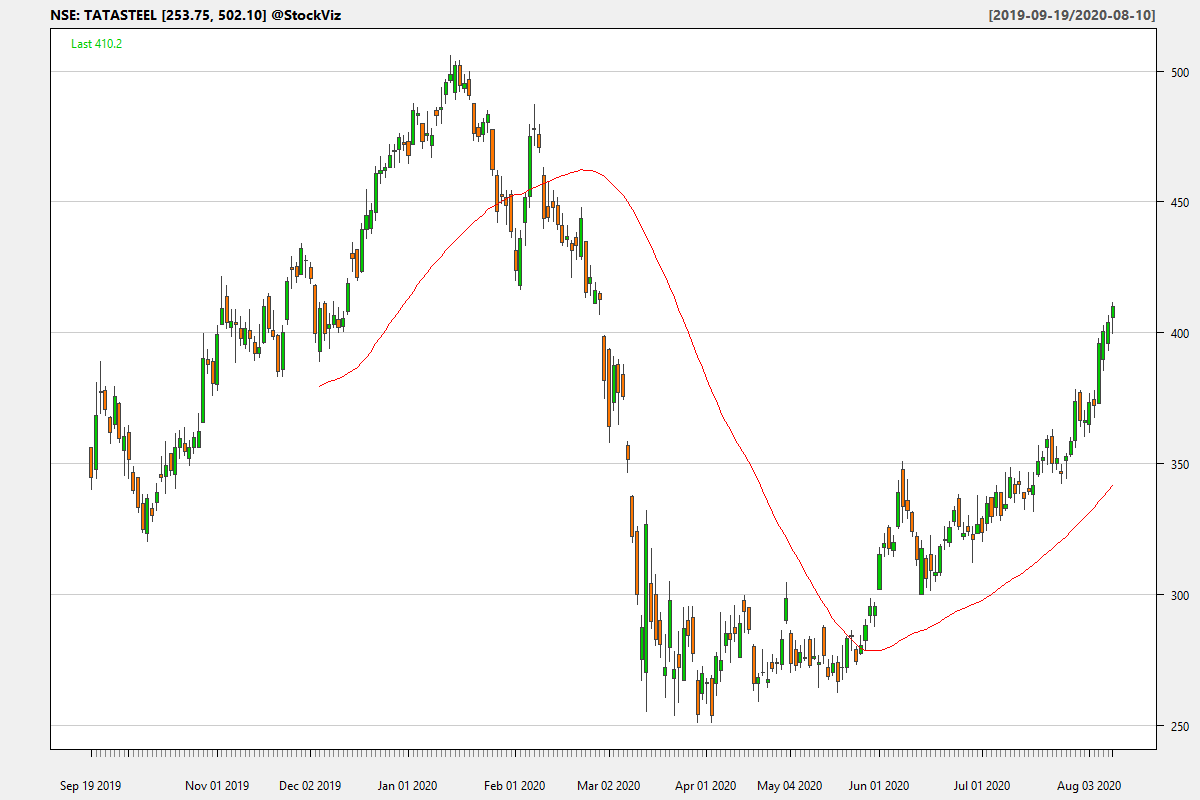 NSE: TATASTEEL [253.75, 502.10] @StockViz
[2019-09-19/2020-08-10]
Last 410.2
500
450
400
350
300
250
Sep 19 2019 Nov 01 2019 Dec 02 2019 Jan 01 2020 Feb 01 2020 Mar 02 2020 Apr 01 2020 May 04 2020 Jun 01 2020 Jul 01 2020 Aug 03 2020